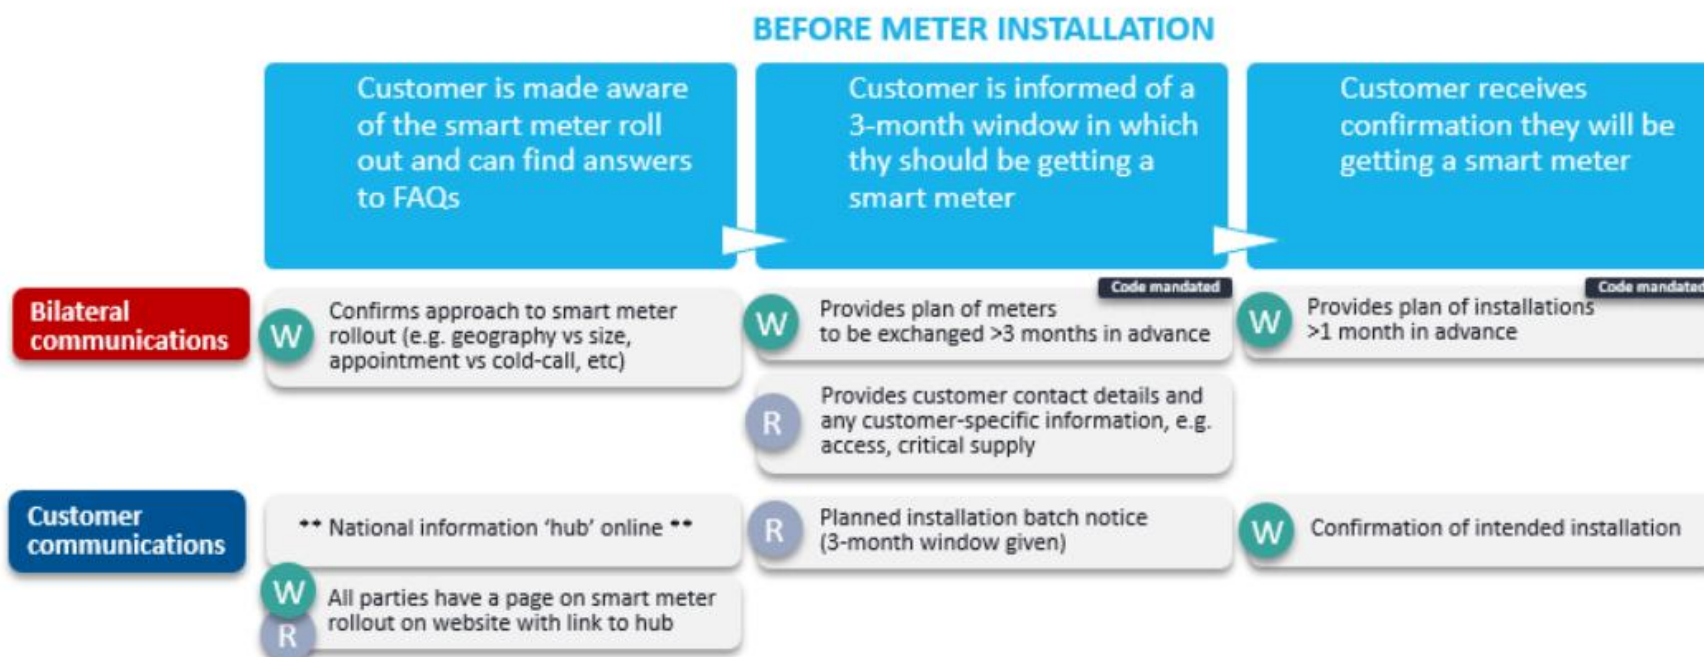 BEFORE METER INSTALLATION
Customer is made aware
of the smart meter roll
out and can find answers
to FAQs
Customer is informed of a
3-month window in which
thy should be getting a
smart meter
Customer receives
confirmation they will be
getting a smart meter
Bilateral
communications
W
Confirms approach to smart meter
rollout (e.g. geography vs size,
appointment vs cold-call, etc)
Code mandated
W
Provides plan of meters
to be exchanged >3 months in advance
Code mandated
W
Provides plan of installations
>1 month in advance
R
Provides customer contact details and
any customer-specific information, e.g.
access, critical supply
Customer
communications
** National information ‘hub’ online **
R
Planned installation batch notice
(3-month window given)
W
Confirmation of intended installation
W
R
All parties have a page on smart meter
rollout on website with link to hub